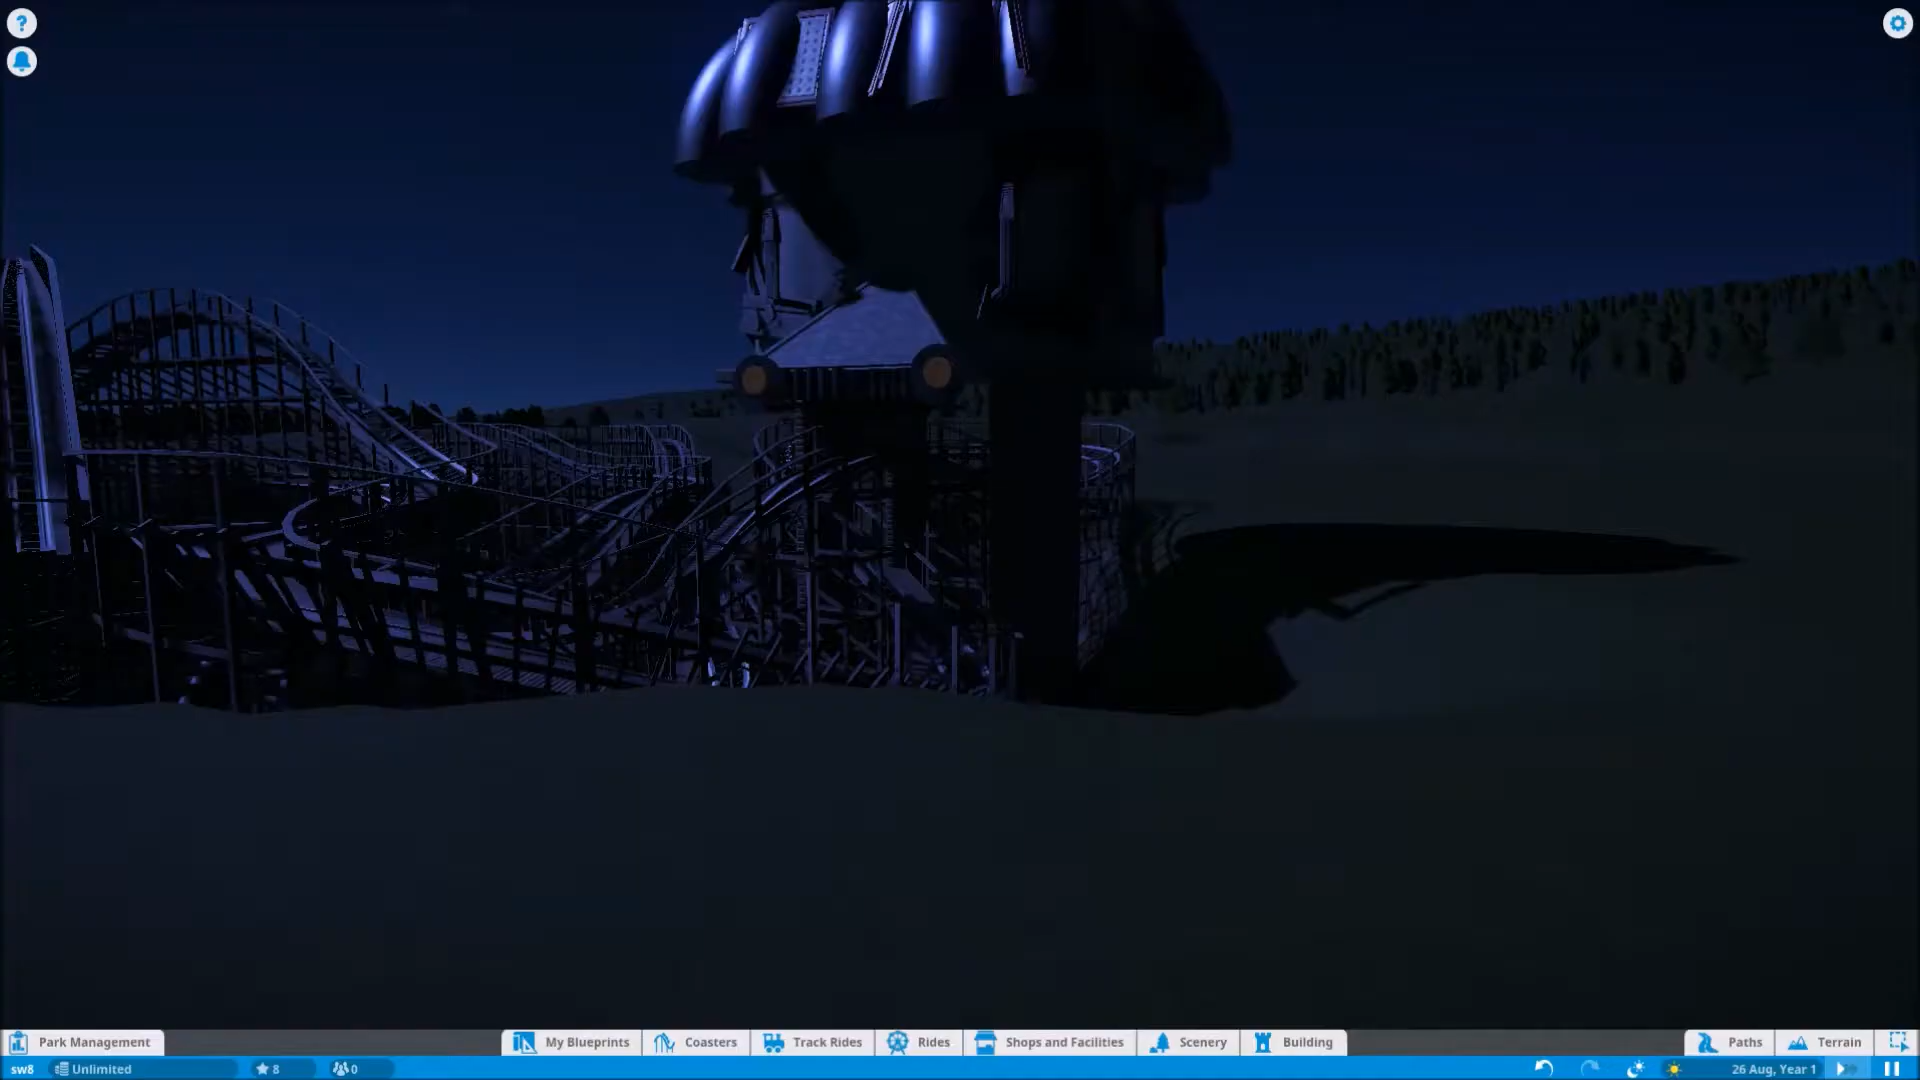 ?
Park Management
My Blueprints
Coasters
Track Rides
Rides
Shops and Facilities
Scenery
Building
Paths
Terrain
sw8
Unlimited
8
0
26 Aug, Year 1